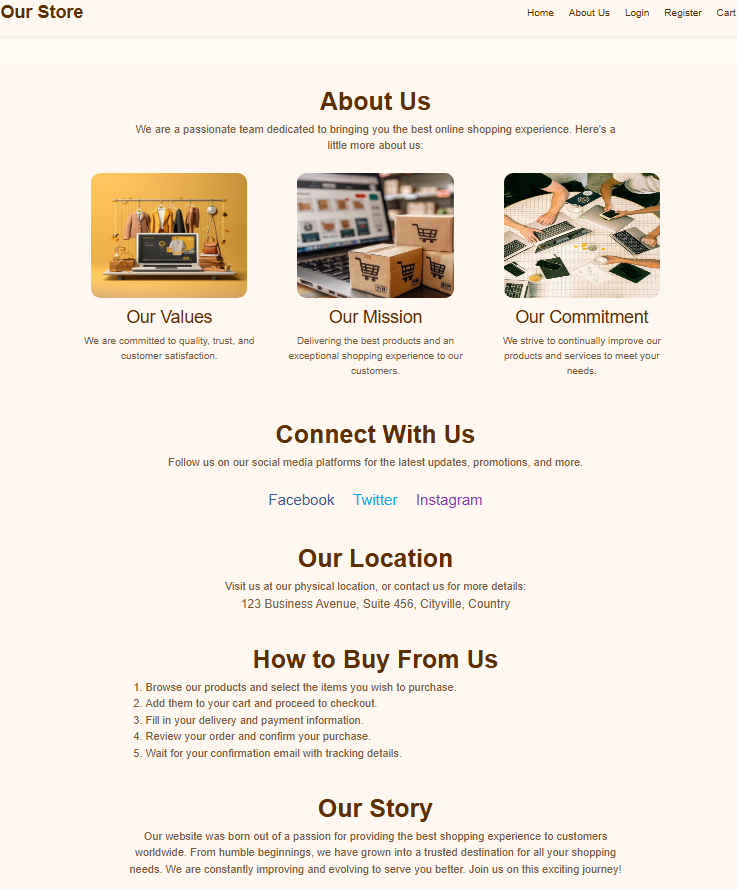 Our Store
Home About Us Login Register Cart
About Us
We are a passionate team dedicated to bringing you the best online shopping experience. Here's a
little more about us:
Our Values
We are committed to quality, trust, and
customer satisfaction.
Our Mission
Delivering the best products and an
exceptional shopping experience to our
customers.
Our Commitment
We strive to continually improve our
products and services to meet your
needs.
Connect With Us
Follow us on our social media platforms for the latest updates, promotions, and more.
Facebook Twitter Instagram
Our Location
Visit us at our physical location, or contact us for more details:
123 Business Avenue, Suite 456, Cityville, Country
How to Buy From Us
1. Browse our products and select the items you wish to purchase.
2. Add them to your cart and proceed to checkout.
3. Fill in your delivery and payment information.
4. Review your order and confirm your purchase.
5. Wait for your confirmation email with tracking details.
Our Story
Our website was born out of a passion for providing the best shopping experience to customers
worldwide. From humble beginnings, we have grown into a trusted destination for all your shopping
needs. We are constantly improving and evolving to serve you better. Join us on this exciting journey!